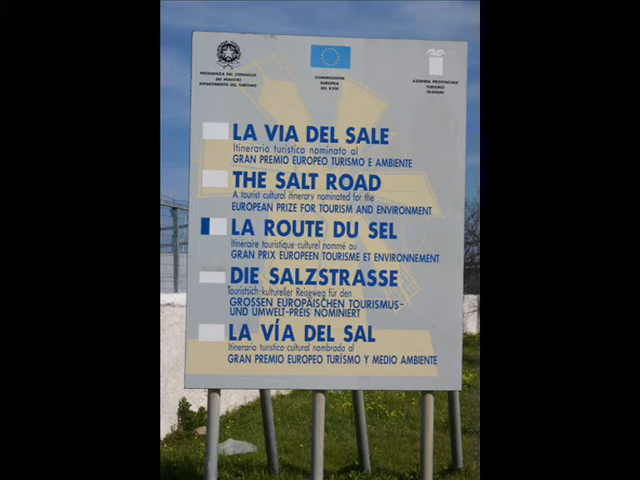 PRESIDENZA DEL CONSIGLIO
DEI MINISTRI
DIPARTIMENTO DEL TURISMO
COMMISSIONE
EUROPEA
DG XXIII
AZIENDA PROVINCIALE
TURISMO
TRAPANI
LA VIA DEL SALE
Itinerario turistico nominato al
GRAN PREMIO EUROPEO TURISMO E AMBIENTE
THE SALT ROAD
A tourist cultural itinerary nominated for the
EUROPEAN PRIZE FOR TOURISM AND ENVIRONMENT
LA ROUTE DU SEL
Itinéraire touristique culturel nommé au
GRAN PRIX EUROPEEN TOURISME ET ENVIRONNEMENT
DIE SALZSTRASSE
Touristisch-kultureller Reiseweg für den
GROSSEN EUROPÄISCHEN TOURISMUS-
UND UMWELT-PREIS NOMINIERT
LA VÍA DEL SAL
Itinerario turístico cultural nombrado al
GRAN PREMIO EUROPEO TURÍSMO Y MEDIO AMBIENTE